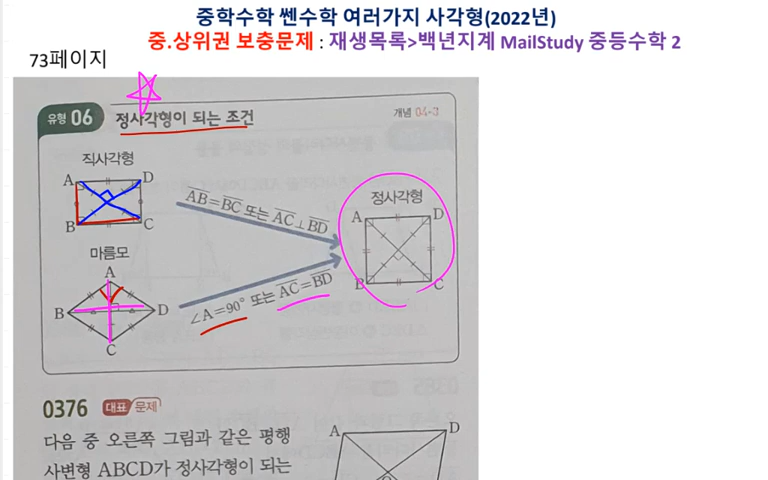 중학수학 쎈수학 여러가지 사각형(2022년)
중.상위권 보충문제 : 재생목록>백년지계 MailStudy 중등수학 2
73페이지
유형 06 정사각형이 되는 조건
개념 04-3
직사각형
A D
B C
AB=BC 또는 AC⊥BD
정사각형
A D
B C
마름모
A
B D
C
∠A=90° 또는 AC=BD
0376 대표 문제
다음 중 오른쪽 그림과 같은 평행
사변형 ABCD가 정사각형이 되는
A D